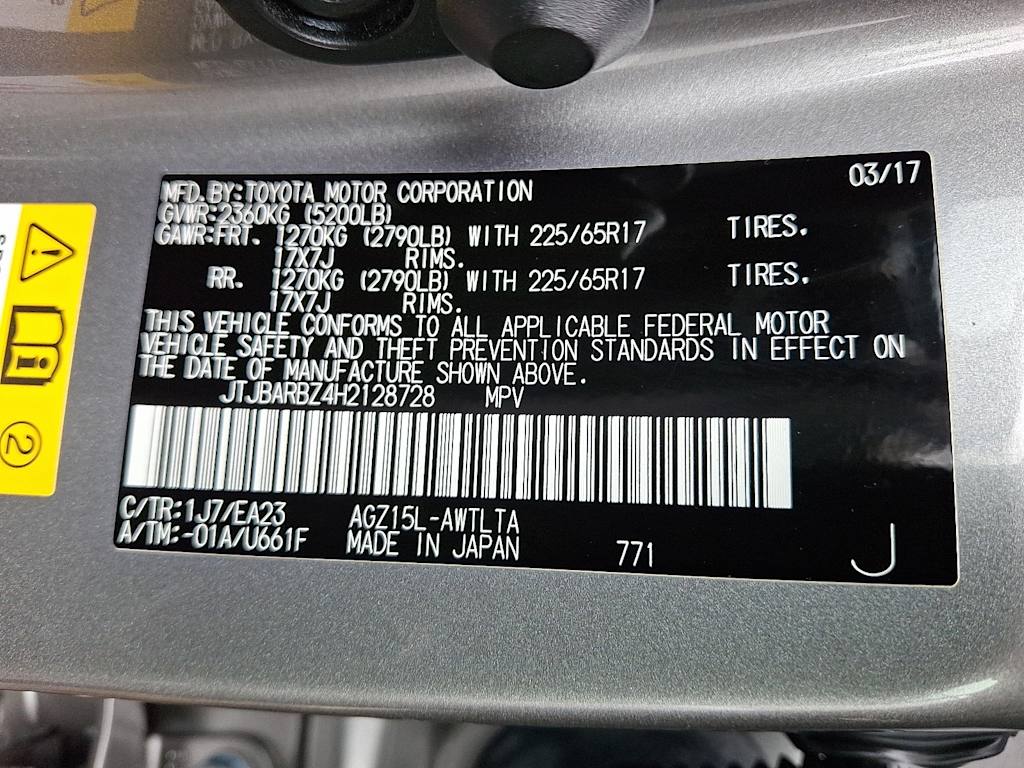 03/17
MFD.BY:TOYOTA MOTOR CORPORATION
GVWR:2360KG (5200LB)
GAWR:FRT. 1270KG (2790LB) WITH 225/65R17 TIRES.
17X7J RIMS.
RR. 1270KG (2790LB) WITH 225/65R17 TIRES.
17X7J RIMS.
THIS VEHICLE CONFORMS TO ALL APPLICABLE FEDERAL MOTOR
VEHICLE SAFETY AND THEFT PREVENTION STANDARDS IN EFFECT ON
THE DATE OF MANUFACTURE SHOWN ABOVE.
JTJBARBZ4H2128728 MPV
C/TR:1J7/EA23 AGZ15L-AWTLTA
A/TM:-01A/U661F MADE IN JAPAN 771
J
2